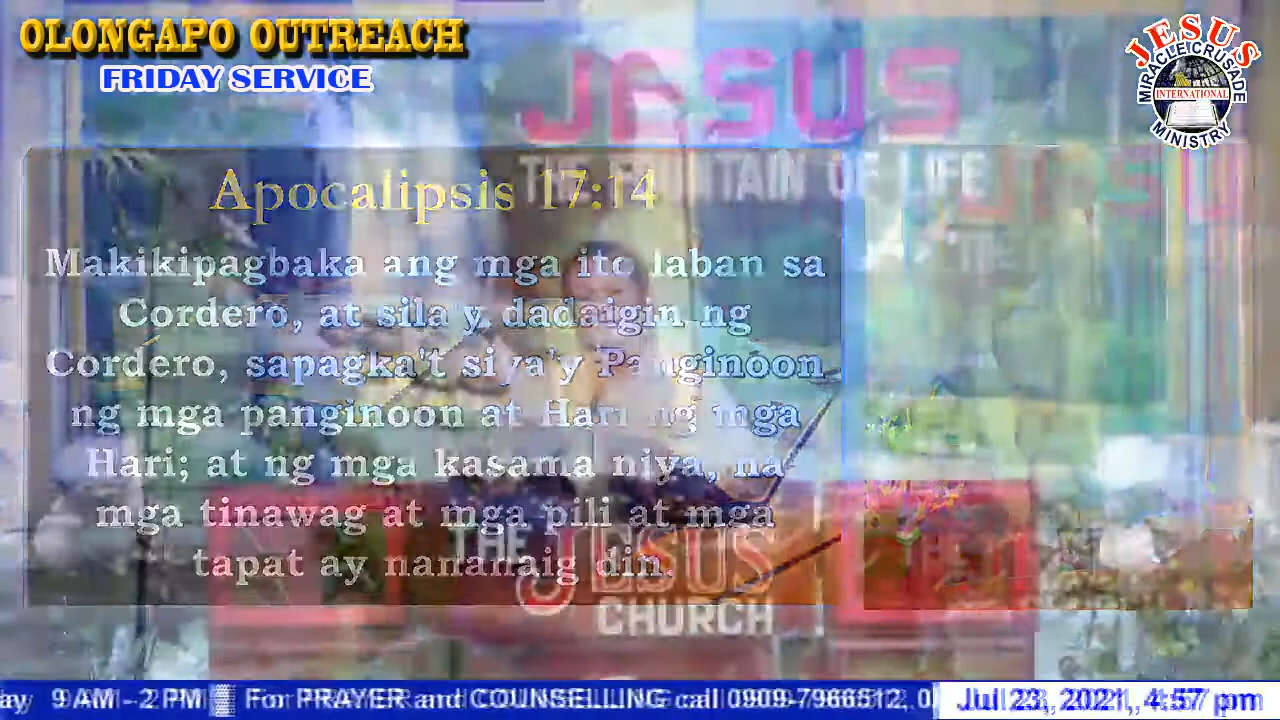 OLONGAPO OUTREACH
FRIDAY SERVICE
JESUS
MIRACLE CRUSADE
INTERNATIONAL
MINISTRY
JESUS
THE FOUNTAIN OF LIFE
Apocalipsis 17:14
Makikipagbaka ang mga ito laban sa
Cordero, at sila'y dadaigin ng
Cordero, sapagka't siya'y Panginoon
ng mga panginoon at Hari ng mga
Hari; at ng mga kasama niya, na
mga tinawag at mga pili at mga
tapat ay nananaig din.
THE JESUS
CHURCH
ay 9 AM - 2 PM ▒ For PRAYER and COUNSELLING call 0909-7966512, 0
Jul 23, 2021, 4:57 pm